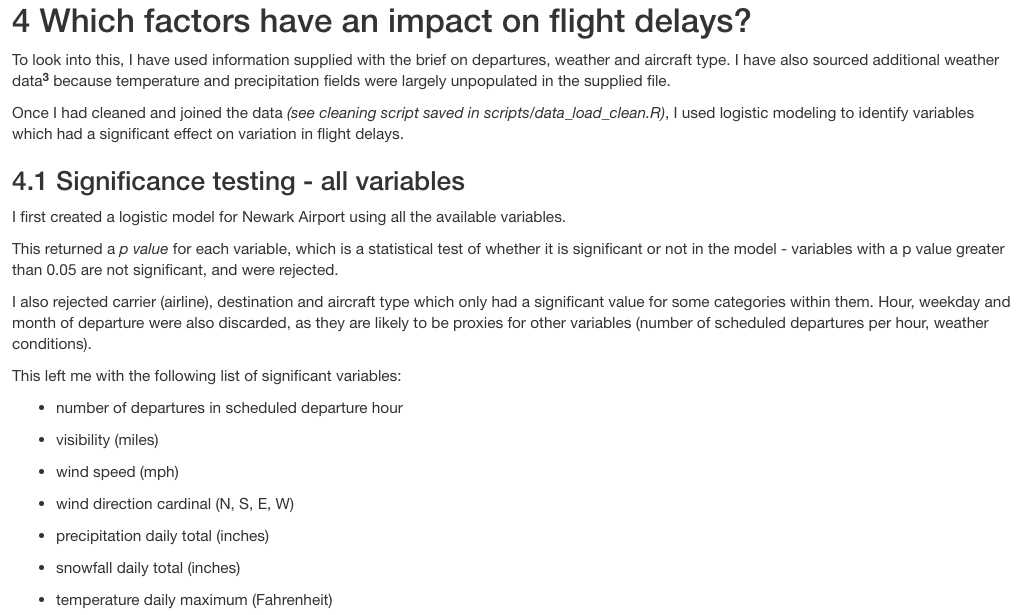 4 Which factors have an impact on flight delays?
To look into this, I have used information supplied with the brief on departures, weather and aircraft type. I have also sourced additional weather
data3 because temperature and precipitation fields were largely unpopulated in the supplied file.
Once I had cleaned and joined the data (see cleaning script saved in scripts/data_load_clean.R), I used logistic modeling to identify variables
which had a significant effect on variation in flight delays.
4.1 Significance testing - all variables
I first created a logistic model for Newark Airport using all the available variables.
This returned a p value for each variable, which is a statistical test of whether it is significant or not in the model - variables with a p value greater
than 0.05 are not significant, and were rejected.
I also rejected carrier (airline), destination and aircraft type which only had a significant value for some categories within them. Hour, weekday and
month of departure were also discarded, as they are likely to be proxies for other variables (number of scheduled departures per hour, weather
conditions).
This left me with the following list of significant variables:
• number of departures in scheduled departure hour
• visibility (miles)
• wind speed (mph)
• wind direction cardinal (N, S, E, W)
• precipitation daily total (inches)
• snowfall daily total (inches)
• temperature daily maximum (Fahrenheit)